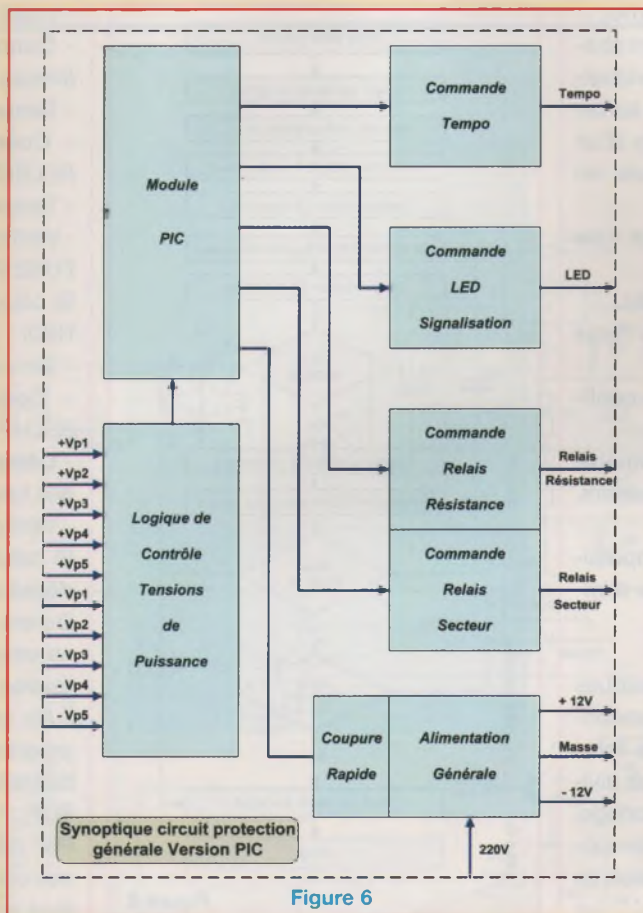 Module
PIC
Commande
Tempo
Tempo
Commande
LED
Signalisation
LED
Commande
Relais
Résistance
Relais
Résistance
Commande
Relais
Secteur
Relais
Secteur
+Vp1
+Vp2
+Vp3
+Vp4
+Vp5
- Vp1
- Vp2
- Vp3
- Vp4
- Vp5
Logique de
Contrôle
Tensions
de
Puissance
Coupure
Rapide
Alimentation
Générale
+ 12V
Masse
- 12V
220V
Synoptique circuit protection
générale Version PIC
Figure 6